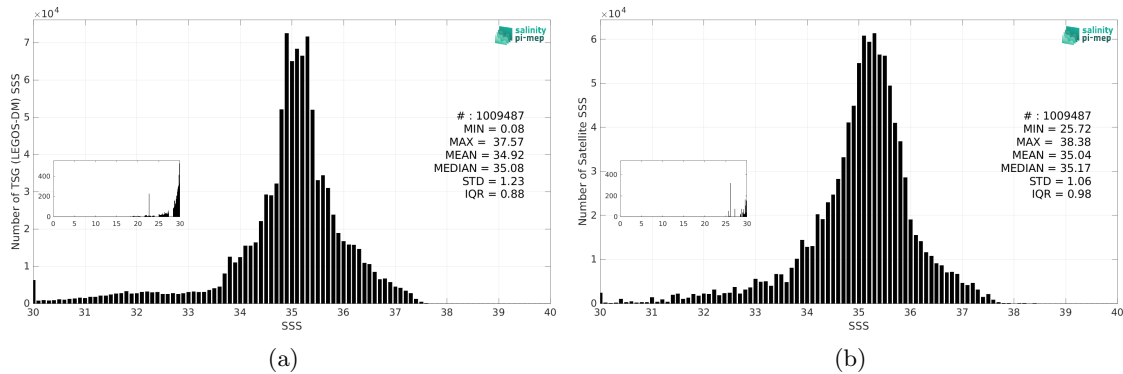 ×10⁴
salinity
pi-mep
7
6
5
4
3
2
1
0
Number of TSG (LEGOS-DM) SSS
# : 1009487
MIN = 0.08
MAX = 37.57
MEAN = 34.92
MEDIAN = 35.08
STD = 1.23
IQR = 0.88
400
200
0
0 5 10 15 20 25 30
30 31 32 33 34 35 36 37 38 39 40
SSS
(a)
×10⁴
salinity
pi-mep
6
5
4
3
2
1
0
Number of Satellite SSS
# : 1009487
MIN = 25.72
MAX = 38.38
MEAN = 35.04
MEDIAN = 35.17
STD = 1.06
IQR = 0.98
400
200
0
0 5 10 15 20 25 30
30 31 32 33 34 35 36 37 38 39 40
SSS
(b)